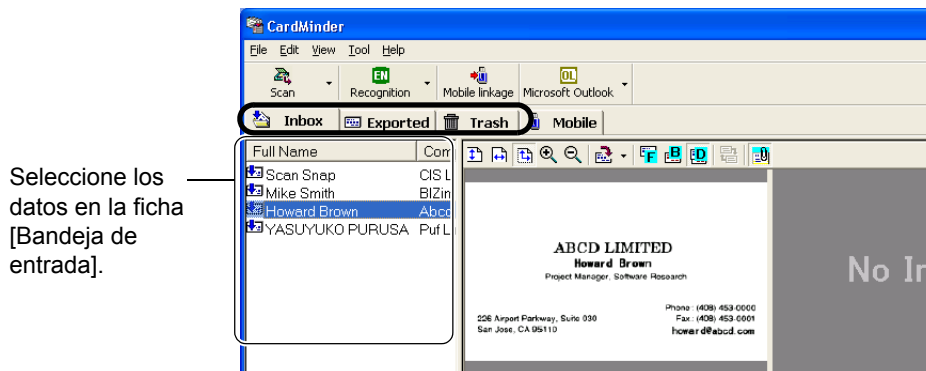 CardMinder
File Edit View Tool Help
EN OL
Scan Recognition Mobile linkage Microsoft Outlook
Inbox Exported Trash Mobile
Full Name Com
F B D
Scan Snap CIS L
Mike Smith BIZin
Howard Brown Abcd
YASUYUKO PURUSA Puf L
Seleccione los
datos en la ficha
[Bandeja de
entrada].
ABCD LIMITED
Howard Brown
Project Manager, Software Research
Phone : (408) 453-0000
226 Airport Parkway, Suite 030 Fax : (408) 453-0001
San Jose, CA 95110 howard@abcd.com
No In